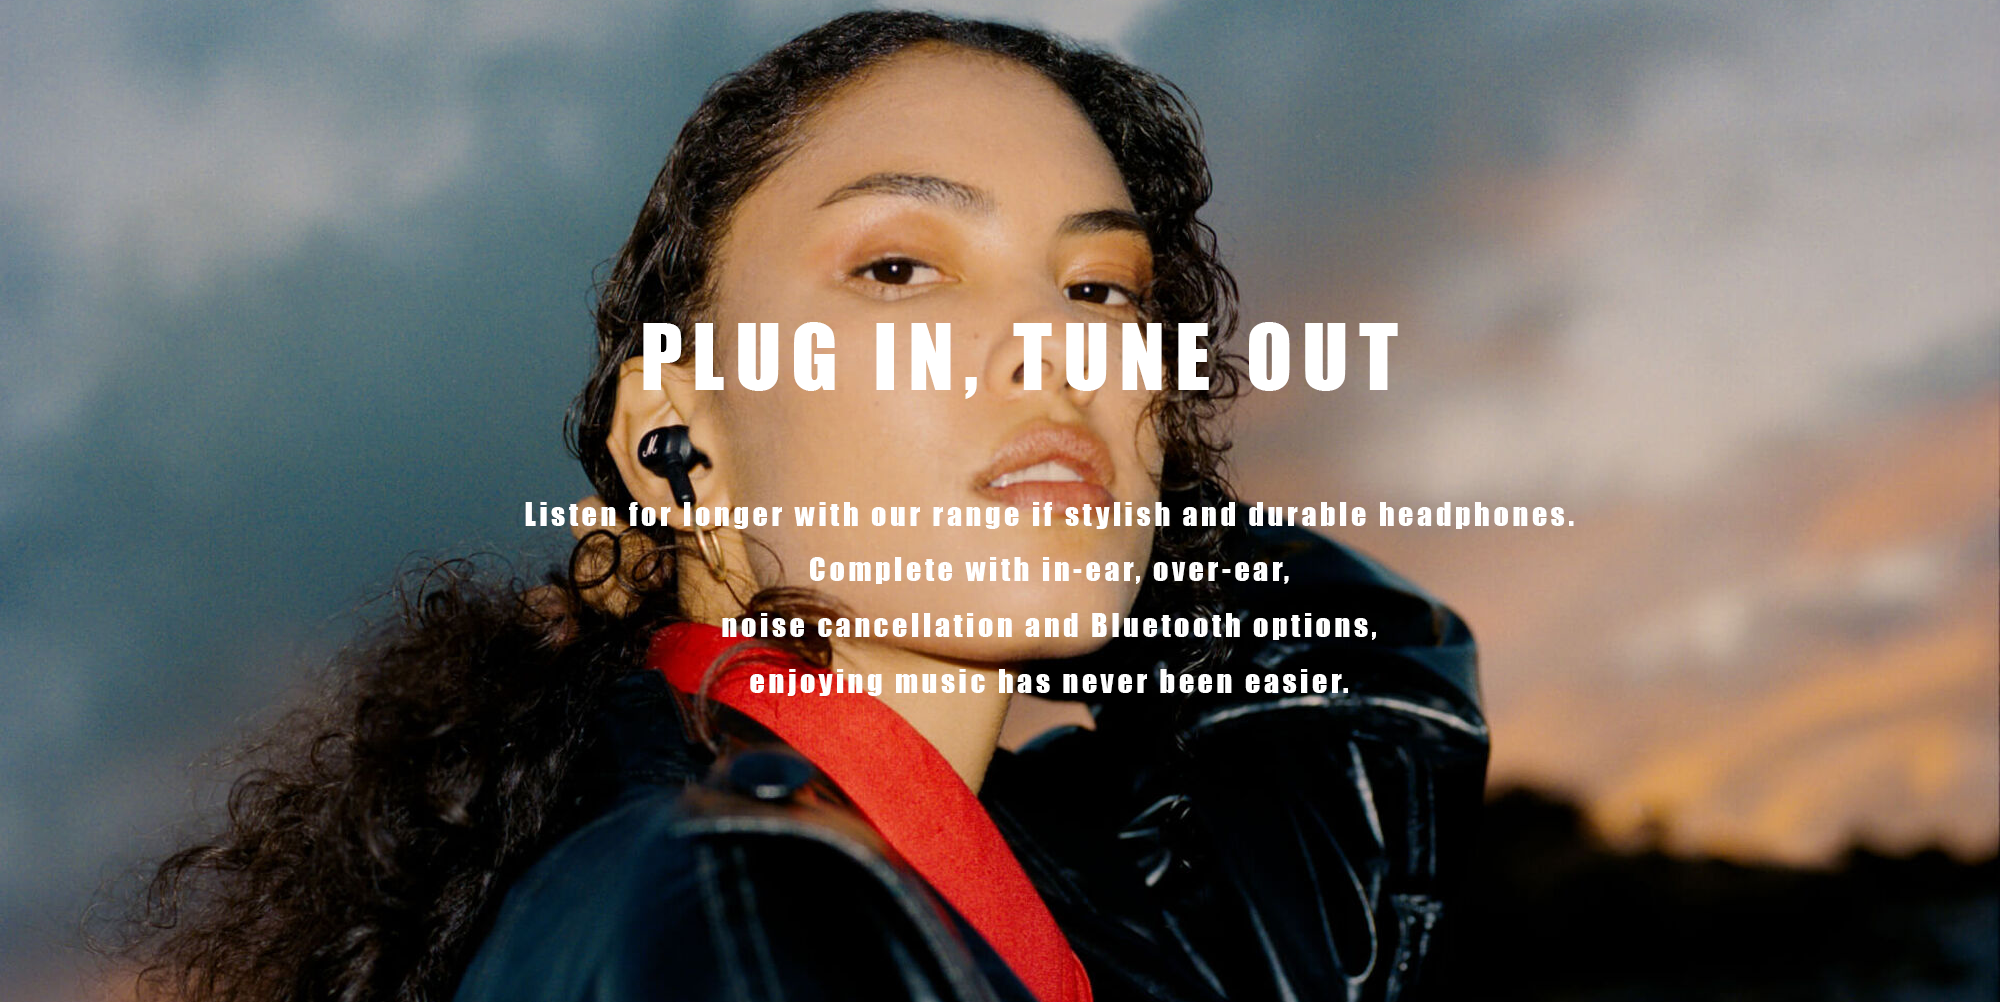 PLUG IN, TUNE OUT
M
Listen for longer with our range if stylish and durable headphones.
Complete with in-ear, over-ear,
noise cancellation and Bluetooth options,
enjoying music has never been easier.